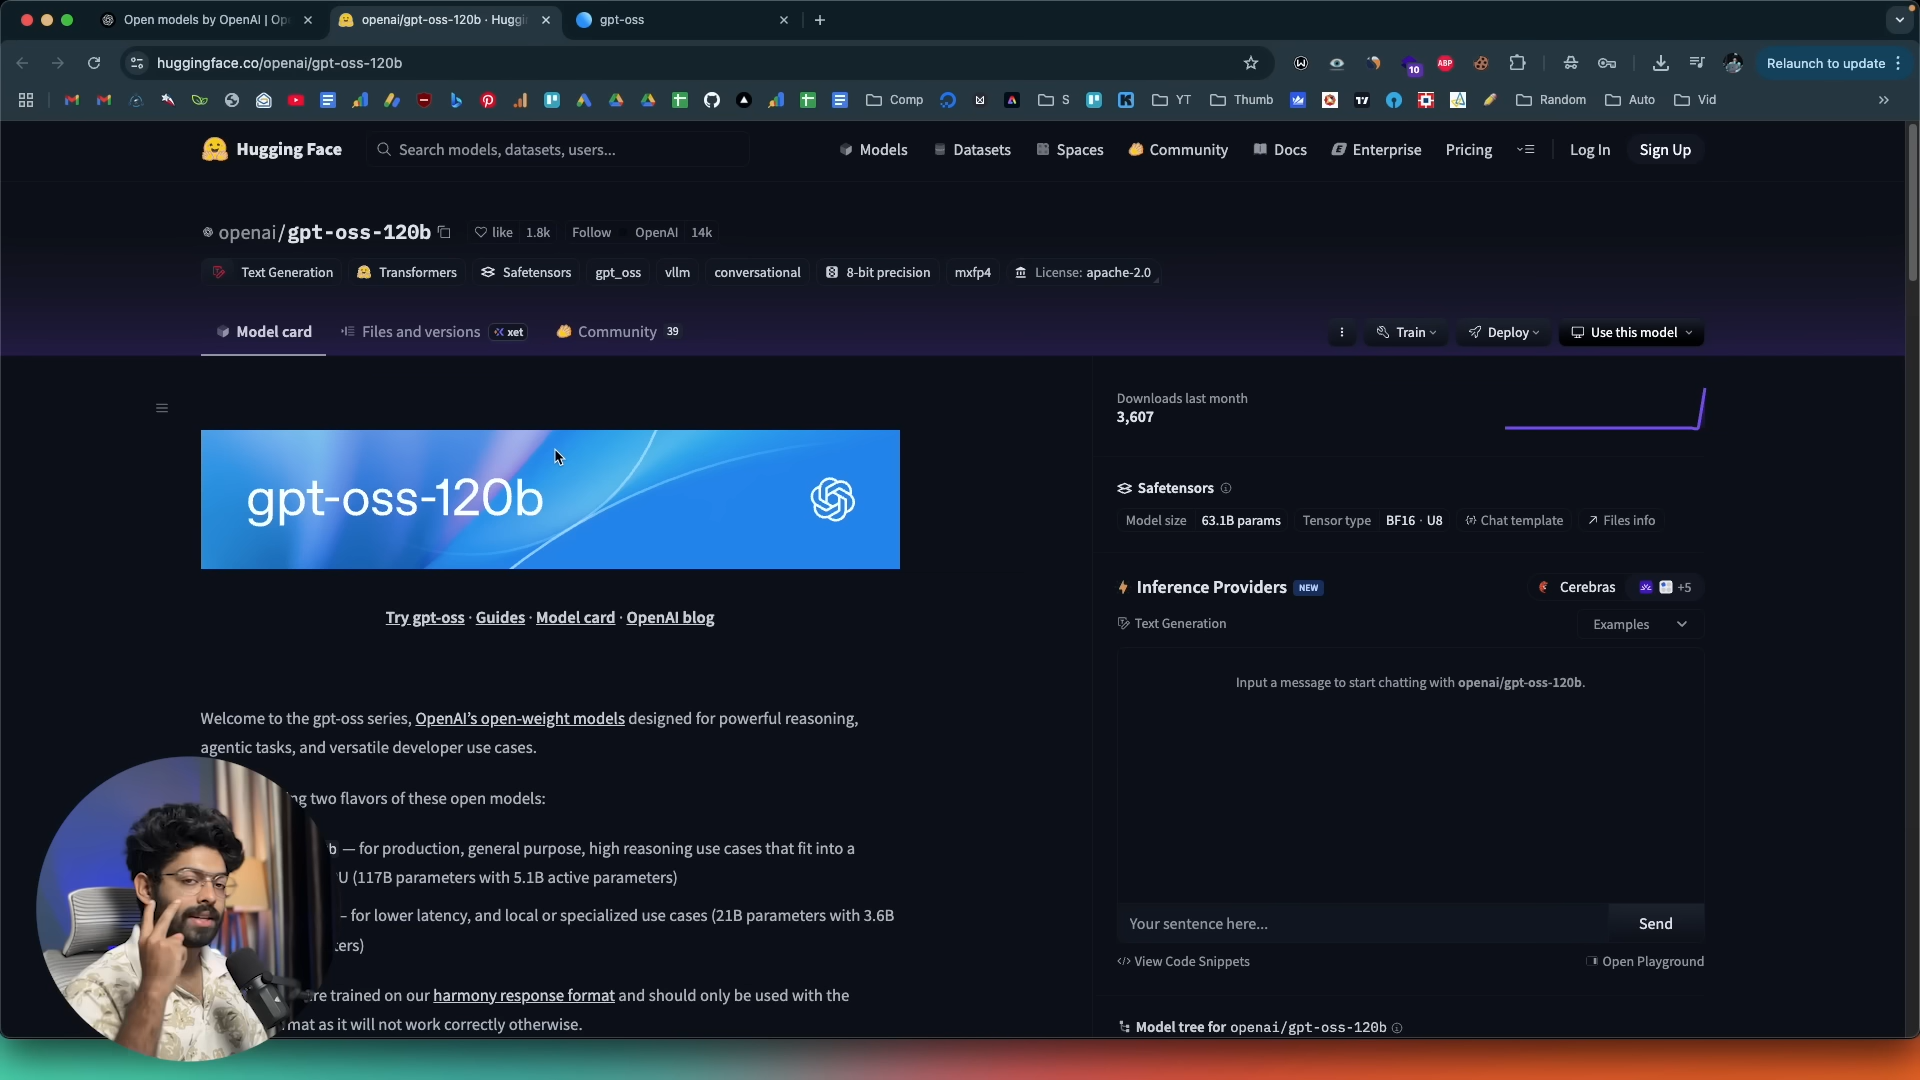 Open models by OpenAI | Op
openai/gpt-oss-120b · Huggi
gpt-oss
huggingface.co/openai/gpt-oss-120b
10
ABP
Relaunch to update
Comp
S
YT
Thumb
Random
Auto
Vid
Hugging Face
Search models, datasets, users...
Models
Datasets
Spaces
Community
Docs
Enterprise
Pricing
Log In
Sign Up
openai/gpt-oss-120b
like 1.8k
Follow OpenAI 14k
Text Generation
Transformers
Safetensors
gpt_oss
vllm
conversational
8-bit precision
mxfp4
License: apache-2.0
Model card
Files and versions
xet
Community 39
Train
Deploy
Use this model
gpt-oss-120b
Try gpt-oss · Guides · Model card · OpenAI blog
Welcome to the gpt-oss series, OpenAI’s open-weight models designed for powerful reasoning,
agentic tasks, and versatile developer use cases.
ng two flavors of these open models:
b — for production, general purpose, high reasoning use cases that fit into a
U (117B parameters with 5.1B active parameters)
– for lower latency, and local or specialized use cases (21B parameters with 3.6B
ters)
re trained on our harmony response format and should only be used with the
mat as it will not work correctly otherwise.
Downloads last month
3,607
Safetensors
Model size 63.1B params
Tensor type BF16 · U8
Chat template
Files info
Inference Providers NEW
Cerebras
+5
Text Generation
Examples
Input a message to start chatting with openai/gpt-oss-120b.
Your sentence here...
Send
View Code Snippets
Open Playground
Model tree for openai/gpt-oss-120b